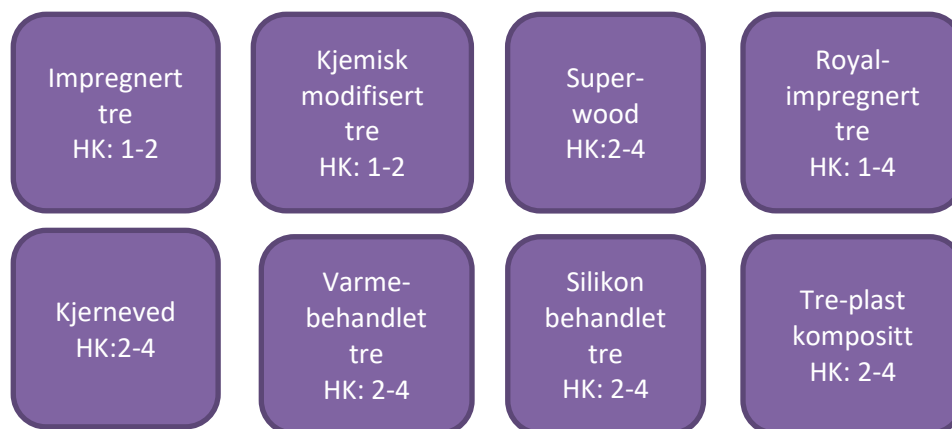 Impregnert
tre
HK: 1-2
Kjemisk
modifisert
tre
HK: 1-2
Super-
wood
HK:2-4
Royal-
impregnert
tre
HK: 1-4
Kjerneved
HK:2-4
Varme-
behandlet
tre
HK: 2-4
Silikon
behandlet
tre
HK: 2-4
Tre-plast
kompositt
HK: 2-4